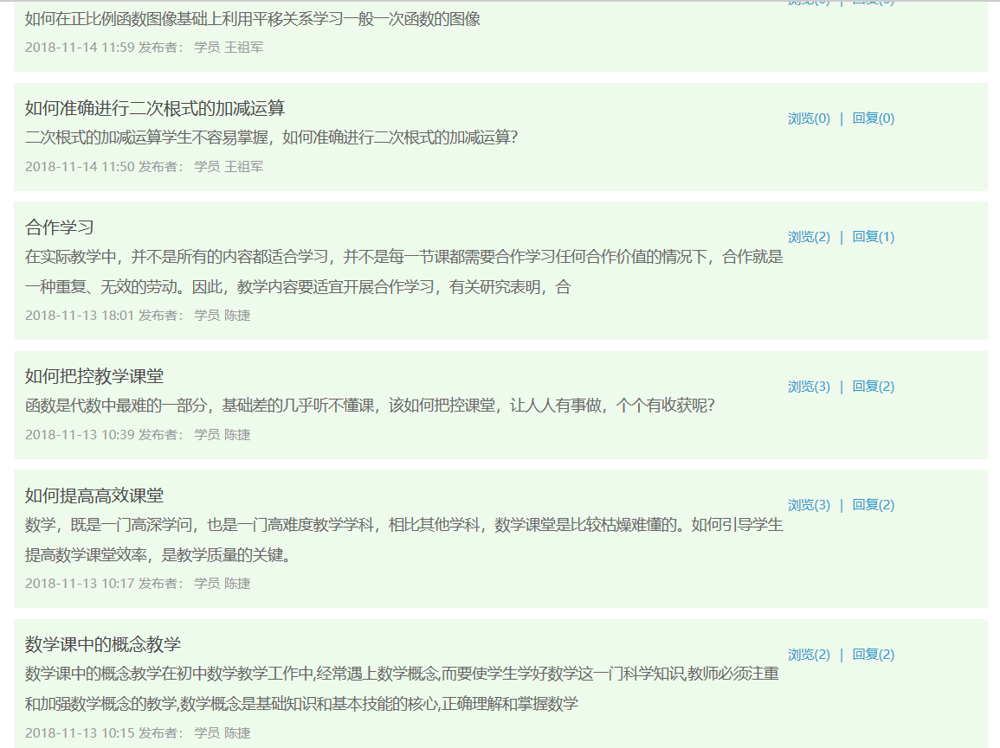 浏览(0) | 回复(0)
如何在正比例函数图像基础上利用平移关系学习一般一次函数的图像
2018-11-14 11:59 发布者： 学员 王祖军
如何准确进行二次根式的加减运算
浏览(0) | 回复(0)
二次根式的加减运算学生不容易掌握，如何准确进行二次根式的加减运算？
2018-11-14 11:50 发布者： 学员 王祖军
合作学习
浏览(2) | 回复(1)
在实际教学中，并不是所有的内容都适合学习，并不是每一节课都需要合作学习任何合作价值的情况下，合作就是
一种重复、无效的劳动。因此，教学内容要适宜开展合作学习，有关研究表明，合
2018-11-13 18:01 发布者： 学员 陈捷
如何把控教学课堂
浏览(3) | 回复(2)
函数是代数中最难的一部分，基础差的几乎听不懂课，该如何把控课堂，让人人有事做，个个有收获呢？
2018-11-13 10:39 发布者： 学员 陈捷
如何提高高效课堂
浏览(3) | 回复(2)
数学，既是一门高深学问，也是一门高难度教学学科，相比其他学科，数学课堂是比较枯燥难懂的。如何引导学生
提高数学课堂效率，是教学质量的关键。
2018-11-13 10:17 发布者： 学员 陈捷
数学课中的概念教学
浏览(2) | 回复(2)
数学课中的概念教学在初中数学教学工作中,经常遇上数学概念,而要使学生学好数学这一门科学知识,教师必须注重
和加强数学概念的教学,数学概念是基础知识和基本技能的核心,正确理解和掌握数学
2018-11-13 10:15 发布者： 学员 陈捷